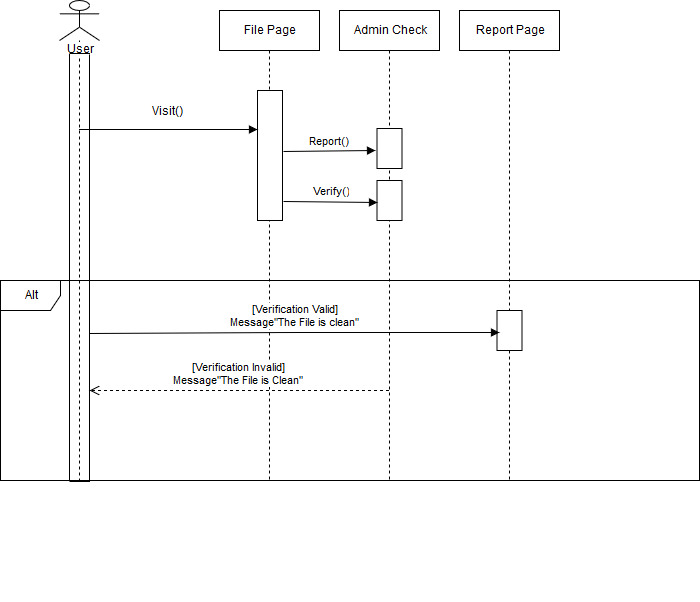 User
File Page
Admin Check
Report Page
Visit()
Report()
Verify()
Alt
[Verification Valid]
Message"The File is clean"
[Verification Invalid]
Message"The File is Clean"